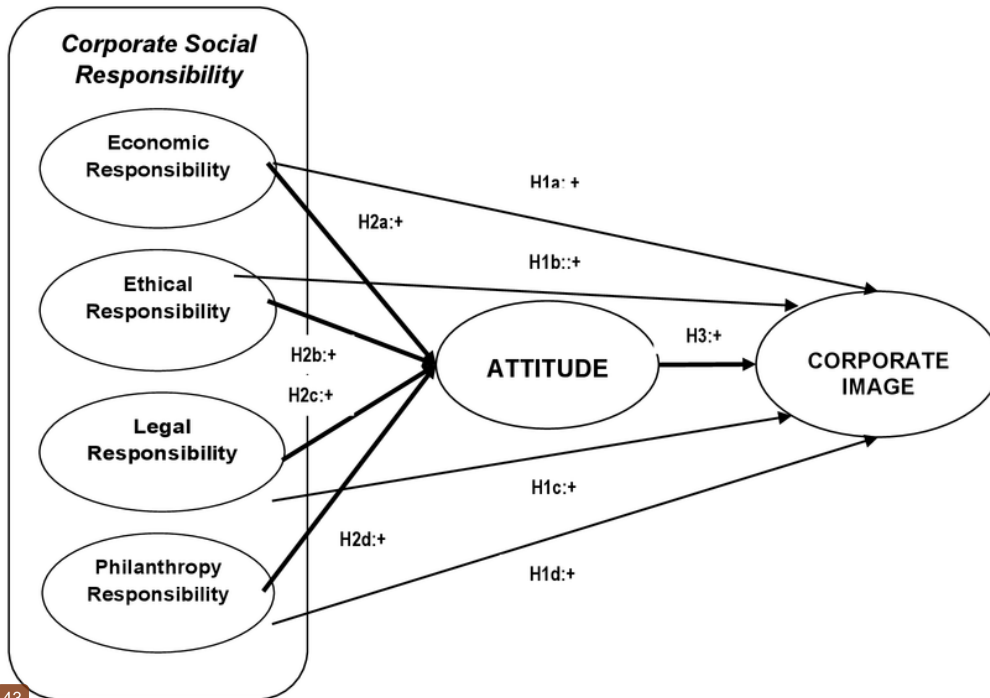 Corporate Social
Responsibility
Economic
Responsibility
H1a: +
H2a:+
Ethical
Responsibility
H1b::+
H2b:+
H3:+
ATTITUDE
CORPORATE
IMAGE
H2c:+
Legal
Responsibility
H1c:+
H2d:+
Philanthropy
Responsibility
H1d:+
43